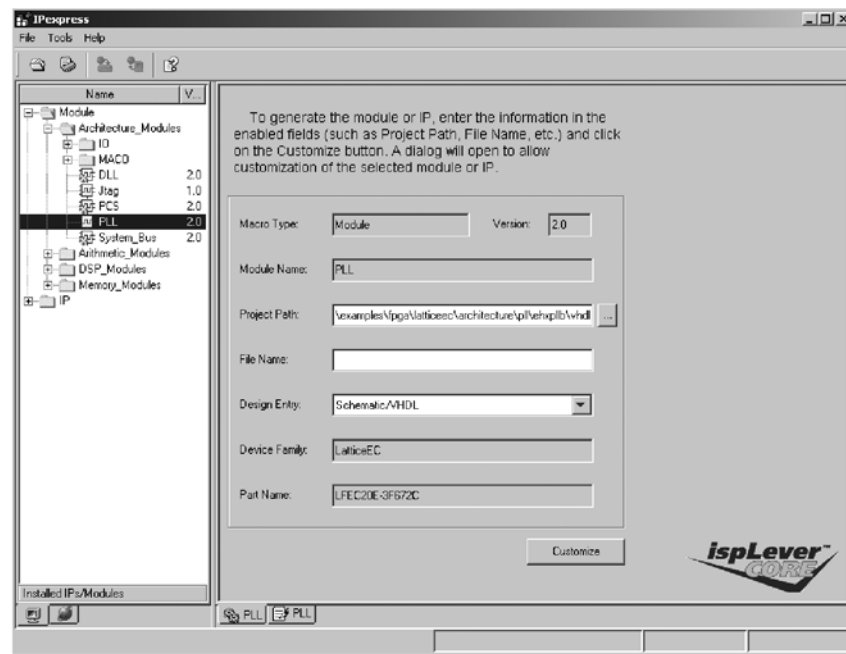 IPexpress
File Tools Help
Name V...
Module
Architecture_Modules
IO
MACO
DLL 2.0
Jtag 1.0
PCS 2.0
PLL 2.0
System_Bus 2.0
Arithmetic_Modules
DSP_Modules
Memory_Modules
IP
Installed IPs/Modules
To generate the module or IP, enter the information in the
enabled fields (such as Project Path, File Name, etc.) and click
on the Customize button. A dialog will open to allow
customization of the selected module or IP.
Macro Type: Module Version: 2.0
Module Name: PLL
Project Path: \examples\fpga\latticeec\architecture\pll\ehxpllb\vhdl ...
File Name:
Design Entry: Schematic/VHDL
Device Family: LatticeEC
Part Name: LFEC20E-3F672C
Customize
ispLever™
CORE
PLL PLL